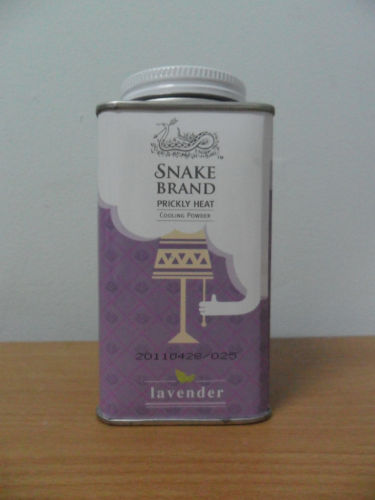 SNAKE
BRAND
PRICKLY HEAT
COOLING POWDER
20110428/025
lavender